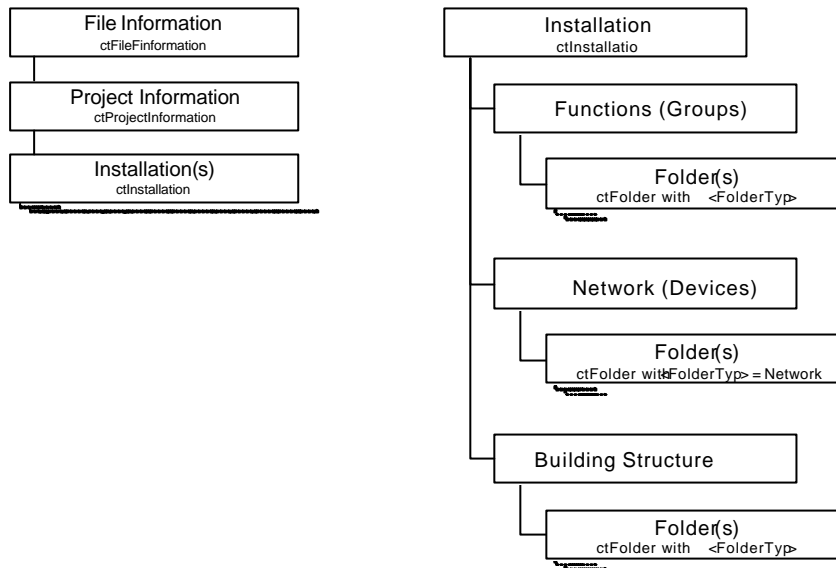 File Information
ctFileFinformation
Project Information
ctProjectInformation
Installation(s)
ctInstallation
Installation
ctInstallatio
Functions (Groups)
Folder(s)
ctFolder with <FolderTyp>
Network (Devices)
Folder(s)
ctFolder with <FolderTyp> = Network
Building Structure
Folder(s)
ctFolder with <FolderTyp>